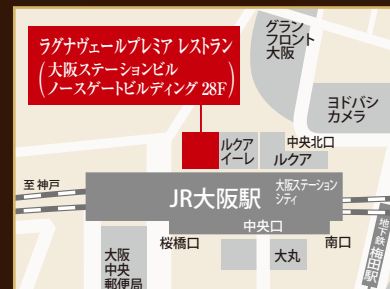 グラン
フロント
大阪
ラグナヴェールプレミア レストラン
(大阪ステーションビル
ノースゲートビルディング 28F)
ヨドバシ
カメラ
ルクア
イーレ
中央北口
ルクア
至 神戸
JR大阪駅
大阪ステーション
シティ
中央口
桜橋口
南口
大阪
中央
郵便局
大丸
地下鉄 梅田駅